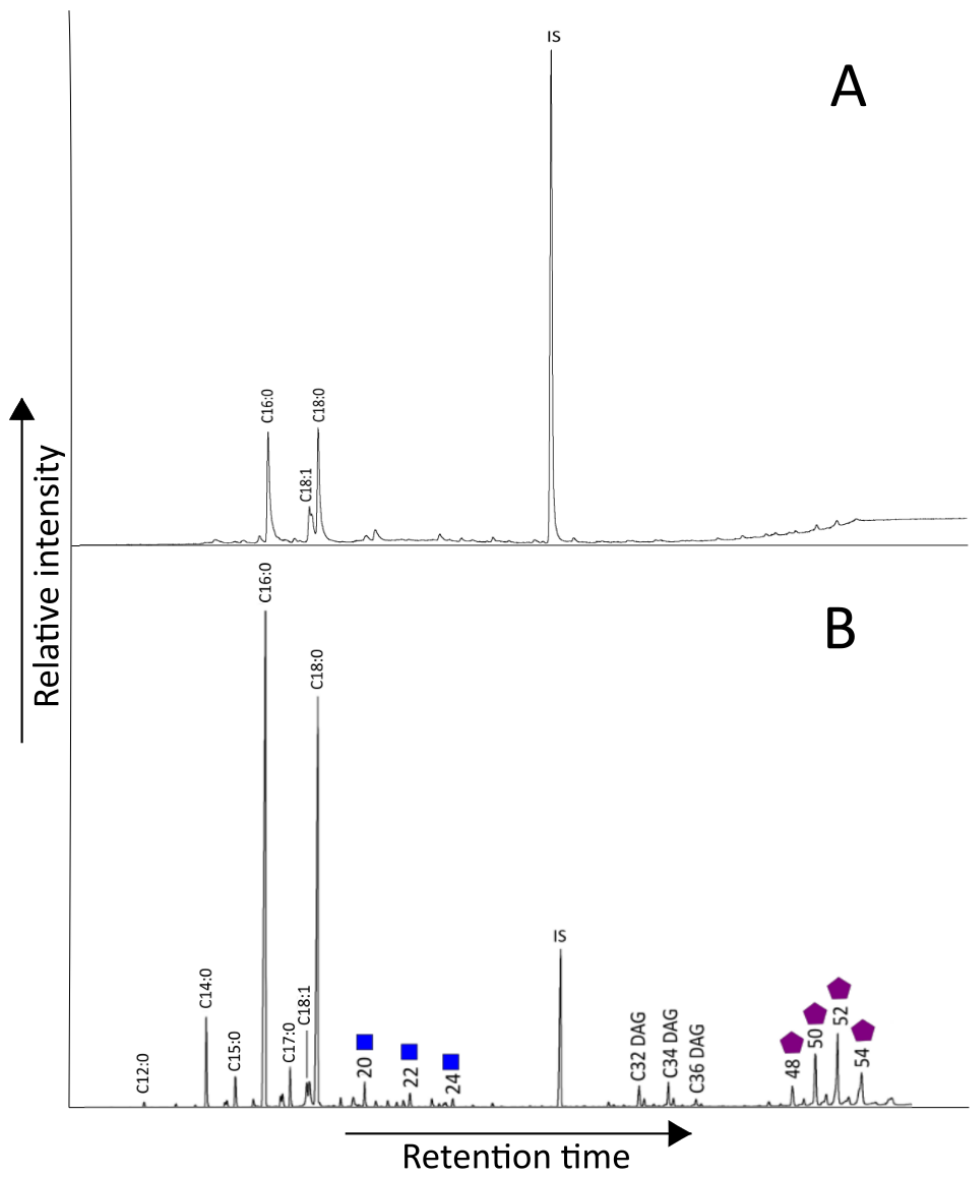 IS
A
C16:0
C18:1
C18:0
Relative intensity
C16:0
B
C18:0
IS
C14:0
C18:1
C12:0
C15:0
C17:0
20
22
24
C32 DAG
C34 DAG
C36 DAG
48
50
52
54
Retention time